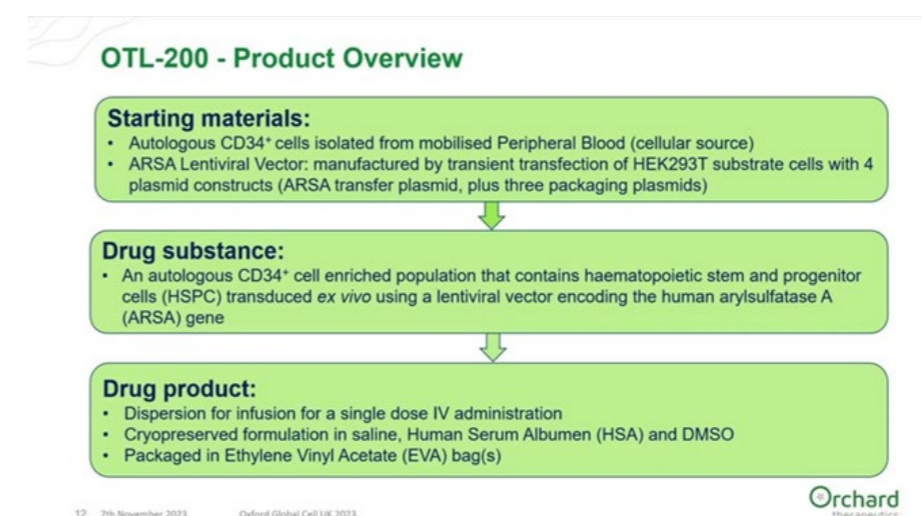 OTL-200 - Product Overview
Starting materials:
• Autologous CD34+ cells isolated from mobilised Peripheral Blood (cellular source)
• ARSA Lentiviral Vector: manufactured by transient transfection of HEK293T substrate cells with 4
plasmid constructs (ARSA transfer plasmid, plus three packaging plasmids)
Drug substance:
• An autologous CD34+ cell enriched population that contains haematopoietic stem and progenitor
cells (HSPC) transduced ex vivo using a lentiviral vector encoding the human arylsulfatase A
(ARSA) gene
Drug product:
• Dispersion for infusion for a single dose IV administration
• Cryopreserved formulation in saline, Human Serum Albumen (HSA) and DMSO
• Packaged in Ethylene Vinyl Acetate (EVA) bag(s)
12 7th November 2023 Oxford Global Cell UK 2023
Orchard
therapeutics